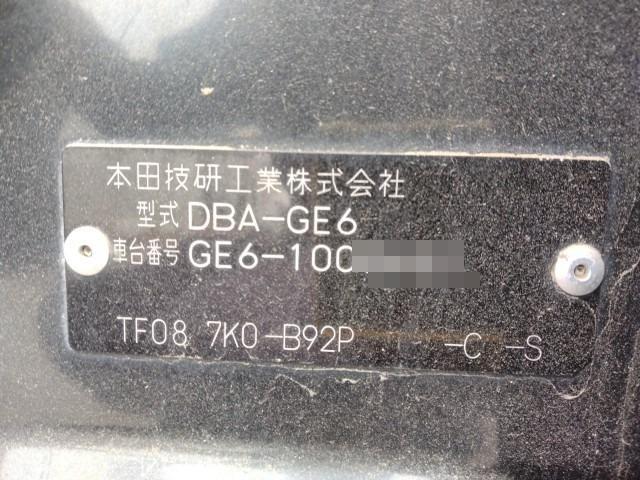 本田技研工業株式会社
型式 DBA-GE6
車台番号 GE6-100
TF08 7K0-B92P -C -S